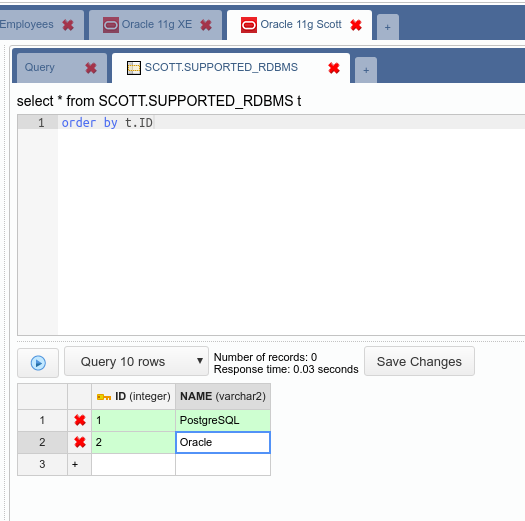 Employees Oracle 11g XE Oracle 11g Scott +
Query SCOTT.SUPPORTED_RDBMS +
select * from SCOTT.SUPPORTED_RDBMS t
1 order by t.ID
Query 10 rows Number of records: 0 Save Changes
Response time: 0.03 seconds
ID (integer) NAME (varchar2)
1 1 PostgreSQL
2 2 Oracle
3 +